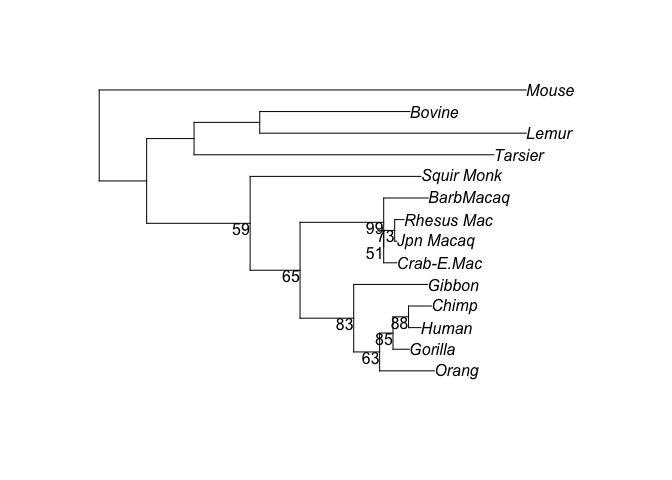 Mouse
Bovine
Lemur
Tarsier
Squir Monk
BarbMacaq
59
Rhesus Mac
99
73
Jpn Macaq
51
Crab-E.Mac
65
Gibbon
Chimp
88
Human
83
85
Gorilla
63
Orang